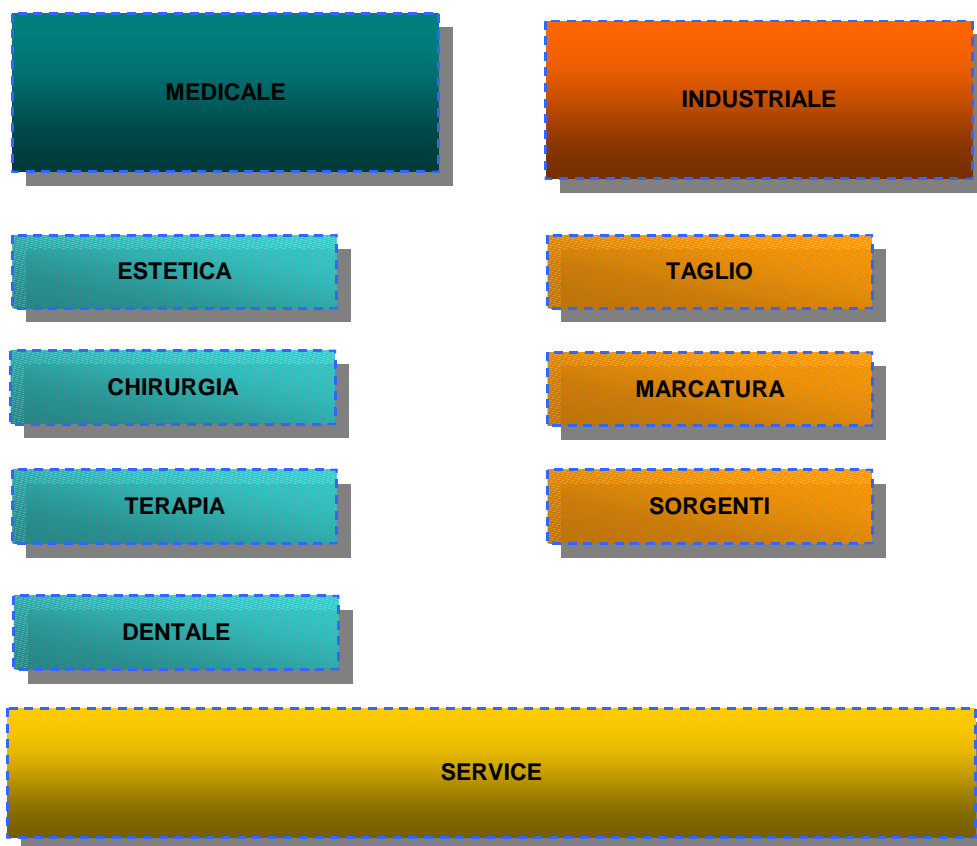 MEDICALE
INDUSTRIALE
ESTETICA
TAGLIO
CHIRURGIA
MARCATURA
TERAPIA
SORGENTI
DENTALE
SERVICE